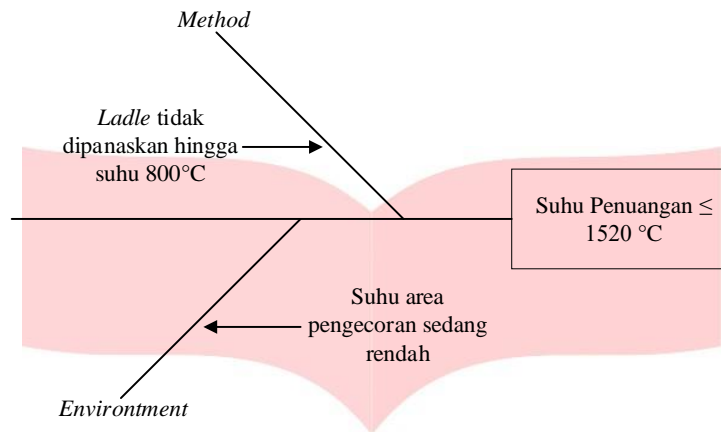 Method
Ladle tidak
dipanaskan hingga
suhu 800°C
Suhu Penuangan ≤
1520 °C
Suhu area
pengecoran sedang
rendah
Environtment